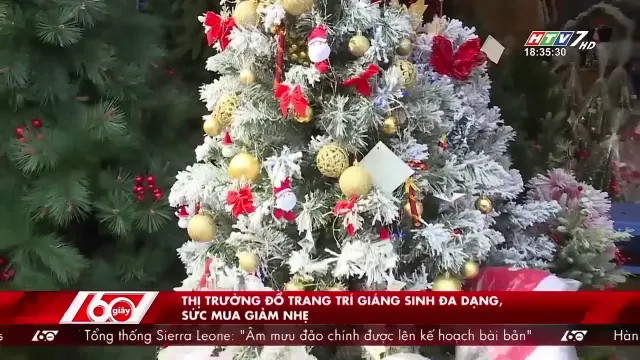 HTV7 HD
18:35:30
60 giây
THỊ TRƯỜNG ĐỒ TRANG TRÍ GIÁNG SINH ĐA DẠNG,
SỨC MUA GIẢM NHẸ
Tổng thống Sierra Leone: "Âm mưu đảo chính được lên kế hoạch bài bản" 60 Hàn